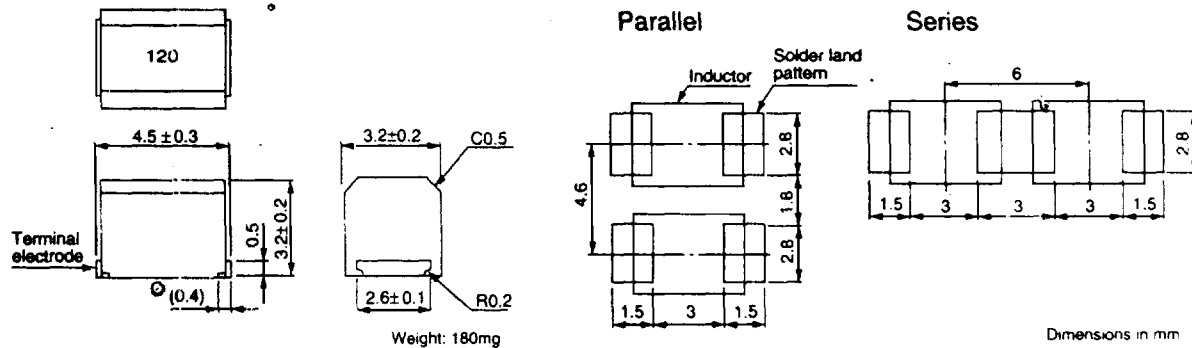 120
4.5±0.3
3.2±0.2
0.5
Terminal electrode
(0.4)
3.2±0.2
C0.5
2.6±0.1
R0.2
Weight: 180mg
Parallel
Inductor
Solder land pattern
4.6
2.8
1.8
2.8
1.5 3 1.5
Series
6
2.8
1.5 3 3 3 1.5
Dimensions in mm